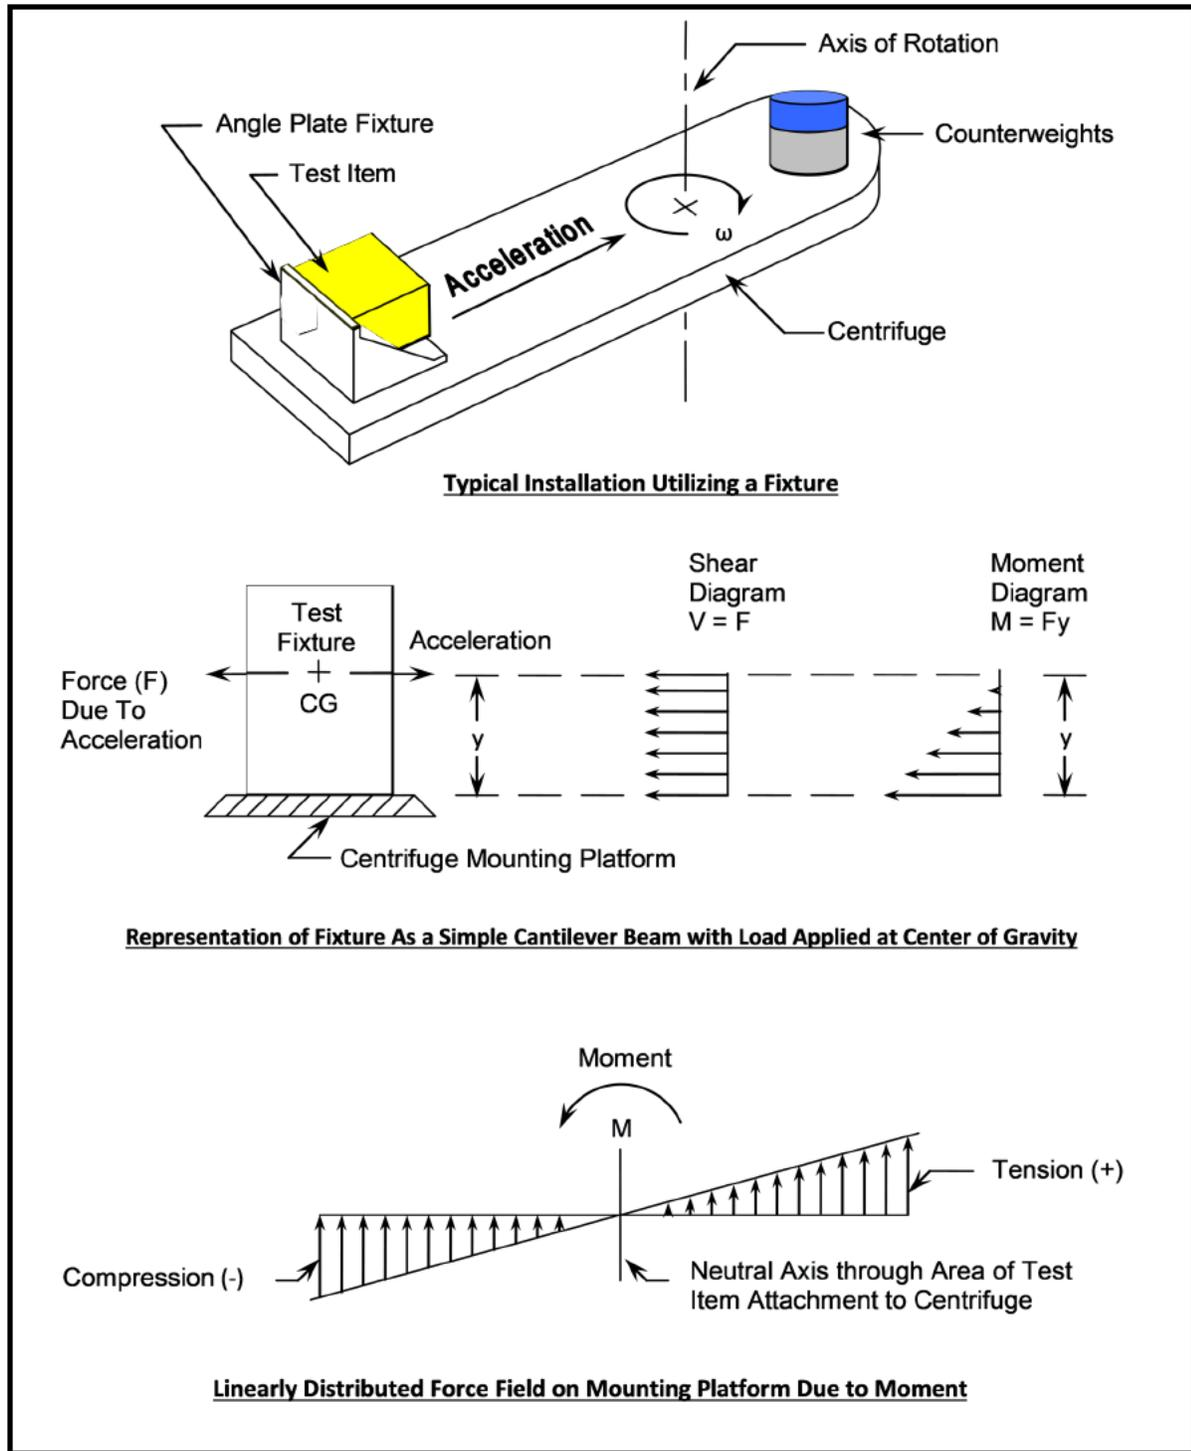 Axis of Rotation
Angle Plate Fixture
Counterweights
Test Item
Acceleration
ω
Centrifuge
Typical Installation Utilizing a Fixture
Shear
Diagram
V = F
Moment
Diagram
M = Fy
Test
Fixture
Acceleration
Force (F)
Due To
Acceleration
CG
y
y
Centrifuge Mounting Platform
Representation of Fixture As a Simple Cantilever Beam with Load Applied at Center of Gravity
Moment
M
Tension (+)
Compression (-)
Neutral Axis through Area of Test
Item Attachment to Centrifuge
Linearly Distributed Force Field on Mounting Platform Due to Moment